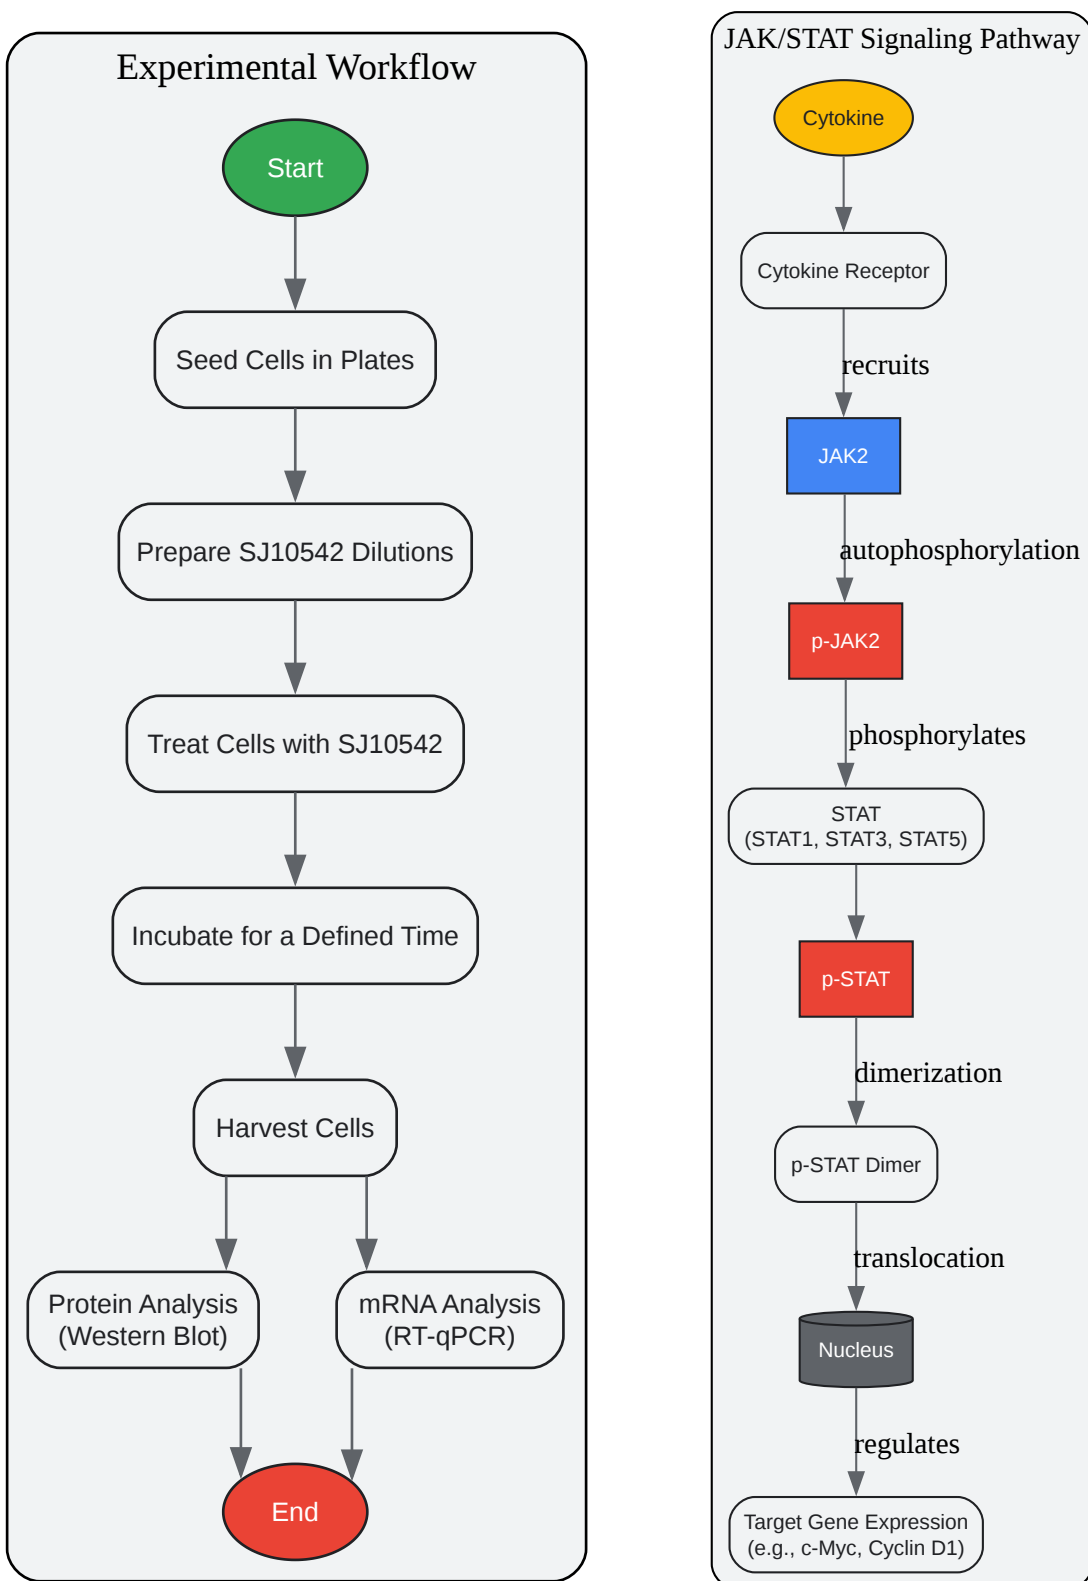 Experimental Workflow
Start
Seed Cells in Plates
Prepare SJ10542 Dilutions
Treat Cells with SJ10542
Incubate for a Defined Time
Harvest Cells
Protein Analysis
(Western Blot)
mRNA Analysis
(RT-qPCR)
End
JAK/STAT Signaling Pathway
Cytokine
Cytokine Receptor
recruits
JAK2
autophosphorylation
p-JAK2
phosphorylates
STAT
(STAT1, STAT3, STAT5)
p-STAT
dimerization
p-STAT Dimer
translocation
Nucleus
regulates
Target Gene Expression
(e.g., c-Myc, Cyclin D1)